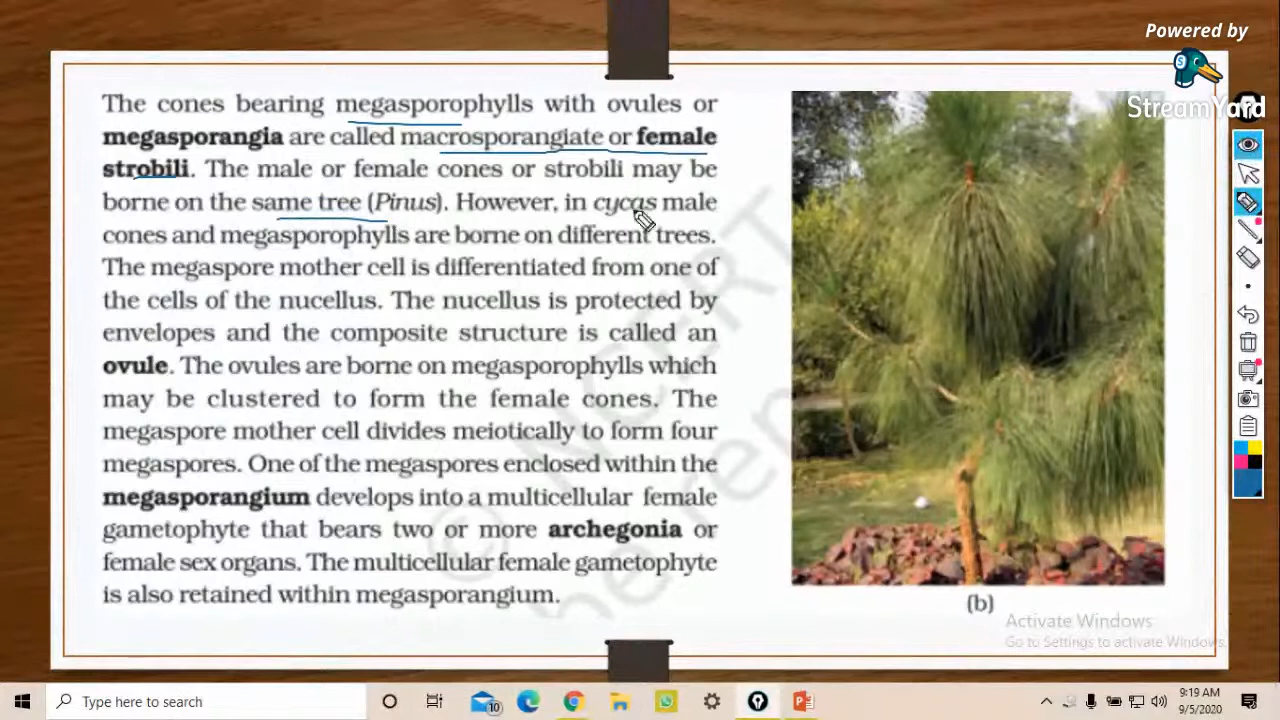 Powered by
StreamYard
The cones bearing megasporophylls with ovules or
megasporangia are called macrosporangiate or female
strobili. The male or female cones or strobili may be
borne on the same tree (Pinus). However, in cycas male
cones and megasporophylls are borne on different trees.
The megaspore mother cell is differentiated from one of
the cells of the nucellus. The nucellus is protected by
envelopes and the composite structure is called an
ovule. The ovules are borne on megasporophylls which
may be clustered to form the female cones. The
megaspore mother cell divides meiotically to form four
megaspores. One of the megaspores enclosed within the
megasporangium develops into a multicellular female
gametophyte that bears two or more archegonia or
female sex organs. The multicellular female gametophyte
is also retained within megasporangium.
© NCERT
(b)
Activate Windows
Go to Settings to activate Windows.
Type here to search
10
9:19 AM
9/5/2020